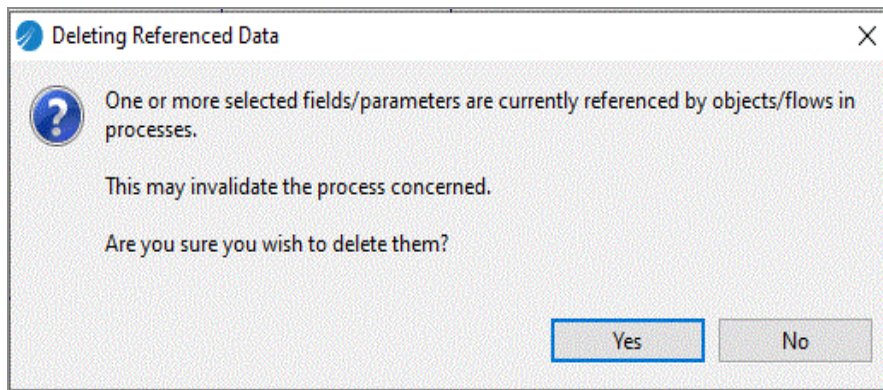 Deleting Referenced Data
One or more selected fields/parameters are currently referenced by objects/flows in
processes.
This may invalidate the process concerned.
Are you sure you wish to delete them?
Yes
No